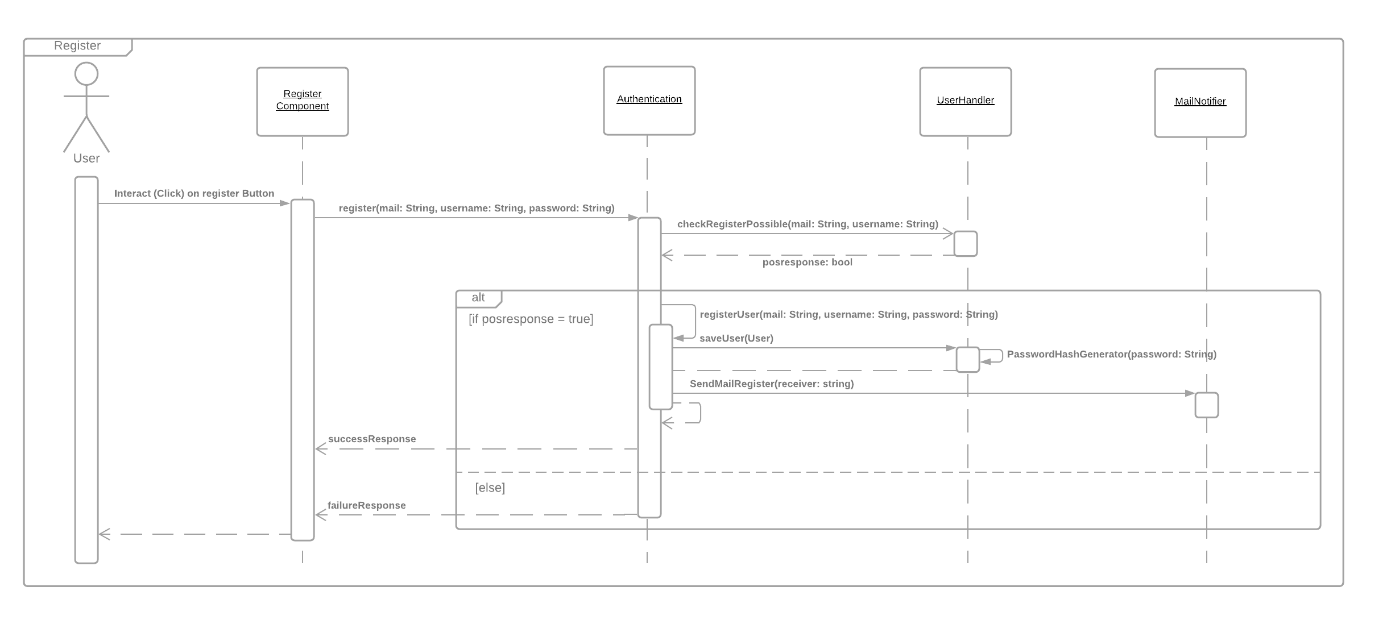 Register
Register
Component
Authentication
UserHandler
MailNotifier
User
Interact (Click) on register Button
register(mail: String, username: String, password: String)
checkRegisterPossible(mail: String, username: String)
posresponse: bool
alt
[if posresponse = true]
registerUser(mail: String, username: String, password: String)
saveUser(User)
PasswordHashGenerator(password: String)
SendMailRegister(receiver: string)
successResponse
[else]
failureResponse